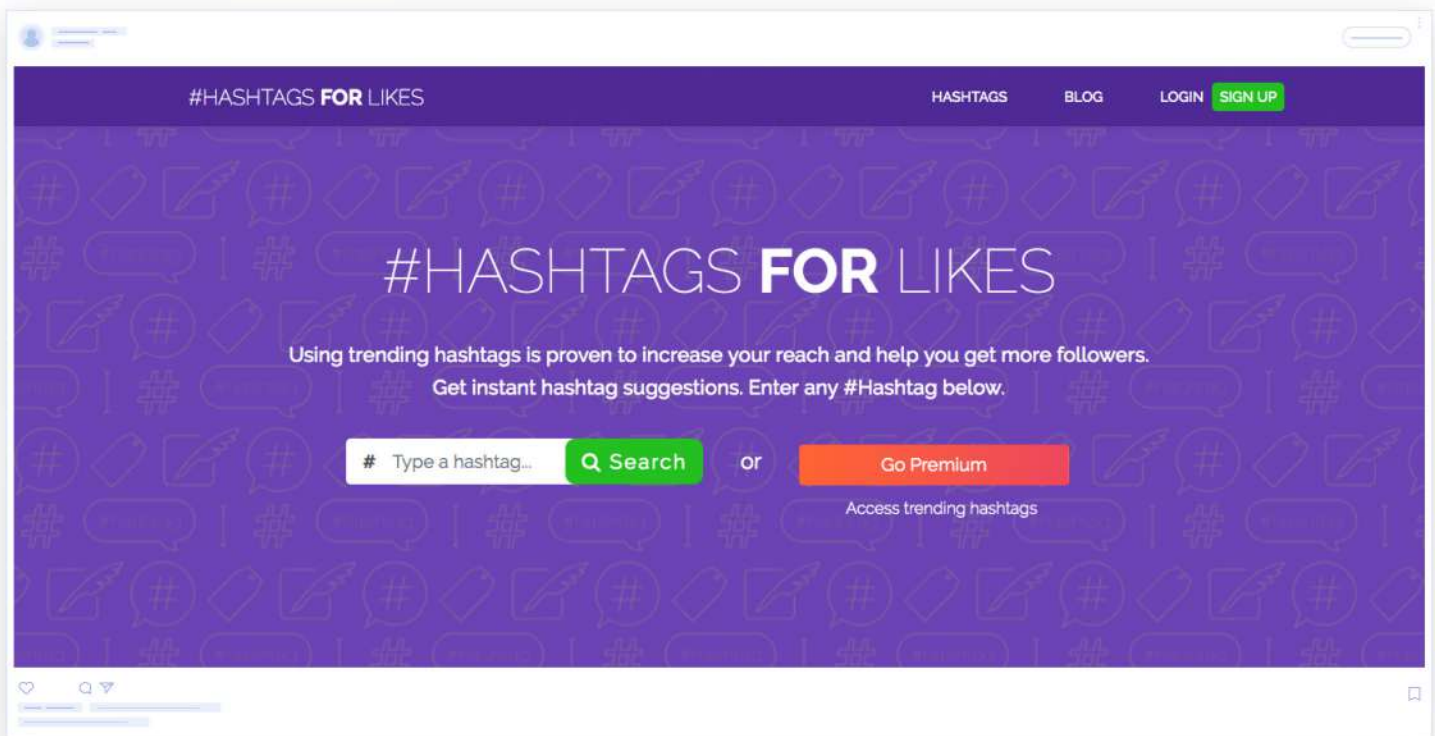 #HASHTAGS FOR LIKES
HASHTAGS
BLOG
LOGIN
SIGN UP
#HASHTAGS FOR LIKES
Using trending hashtags is proven to increase your reach and help you get more followers.
Get instant hashtag suggestions. Enter any #Hashtag below.
# Type a hashtag...
Search
or
Go Premium
Access trending hashtags